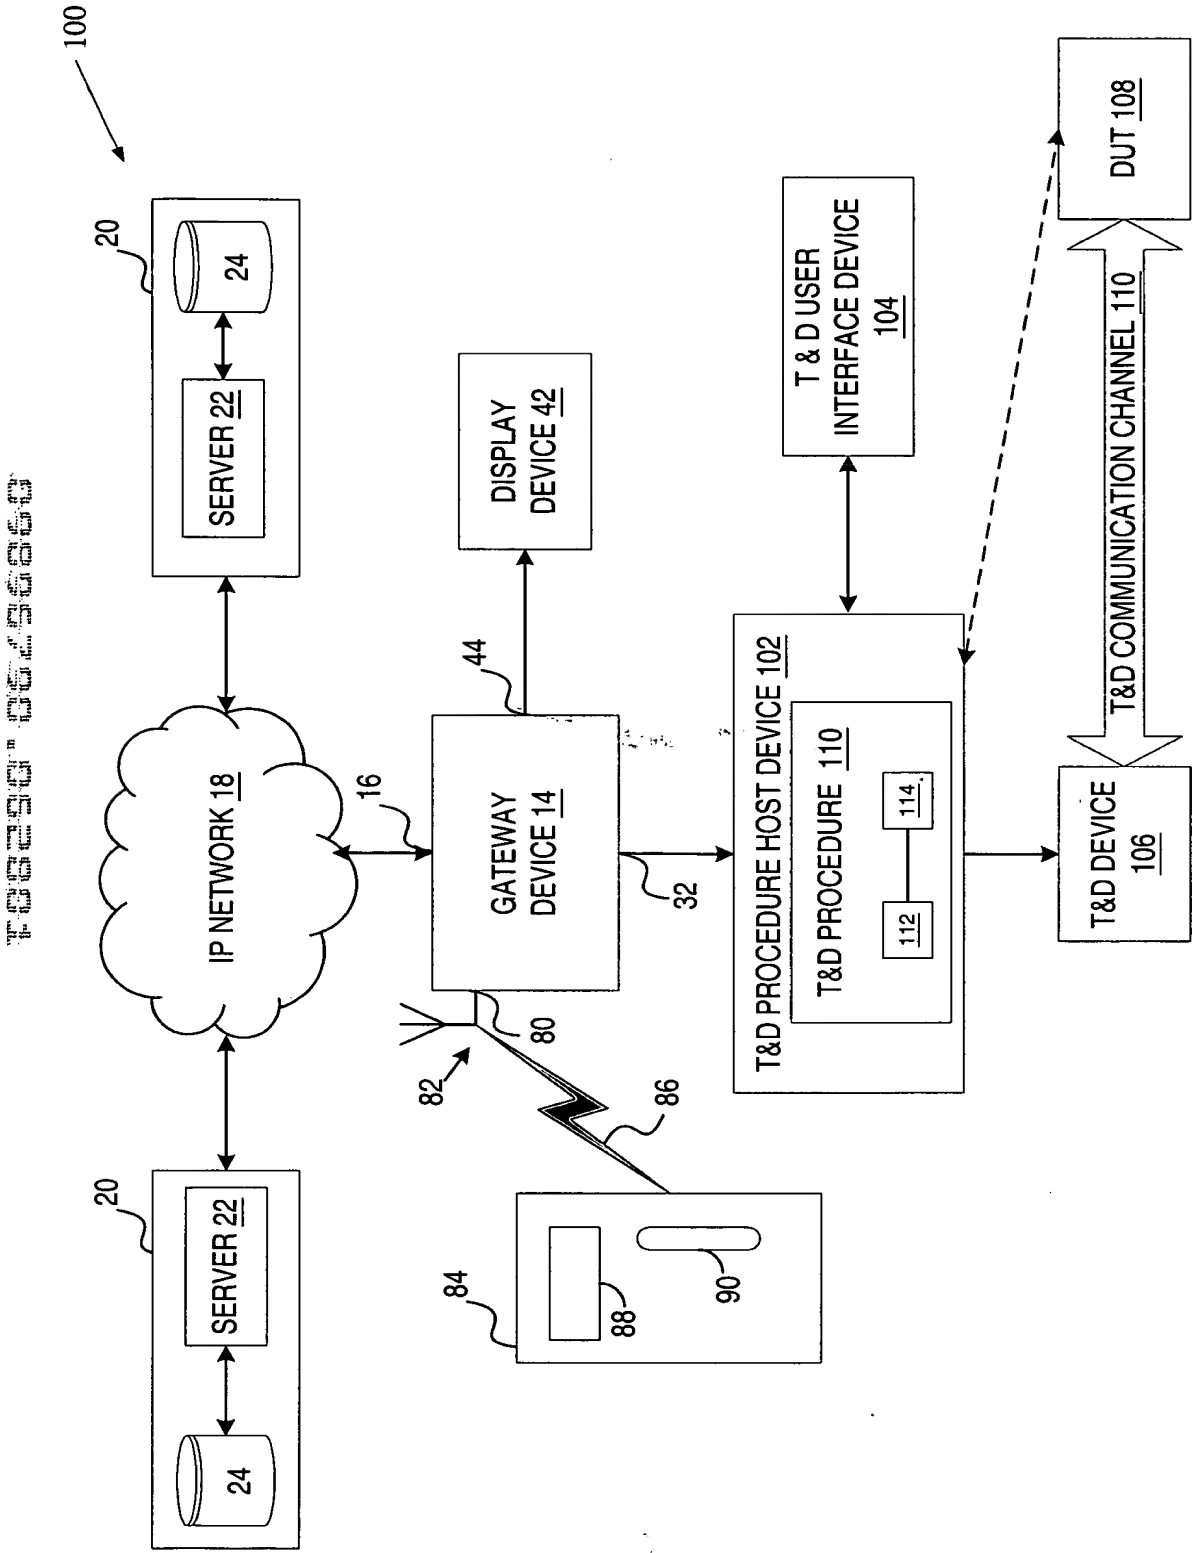 100
20
24
SERVER 22
20
SERVER 22
24
IP NETWORK 18
16
44
DISPLAY
DEVICE 42
GATEWAY
DEVICE 14
32
80
82
86
84
88
90
T & D USER
INTERFACE DEVICE
104
T&D PROCEDURE HOST DEVICE 102
T&D PROCEDURE 110
112
114
T&D DEVICE
106
T&D COMMUNICATION CHANNEL 110
DUT 108